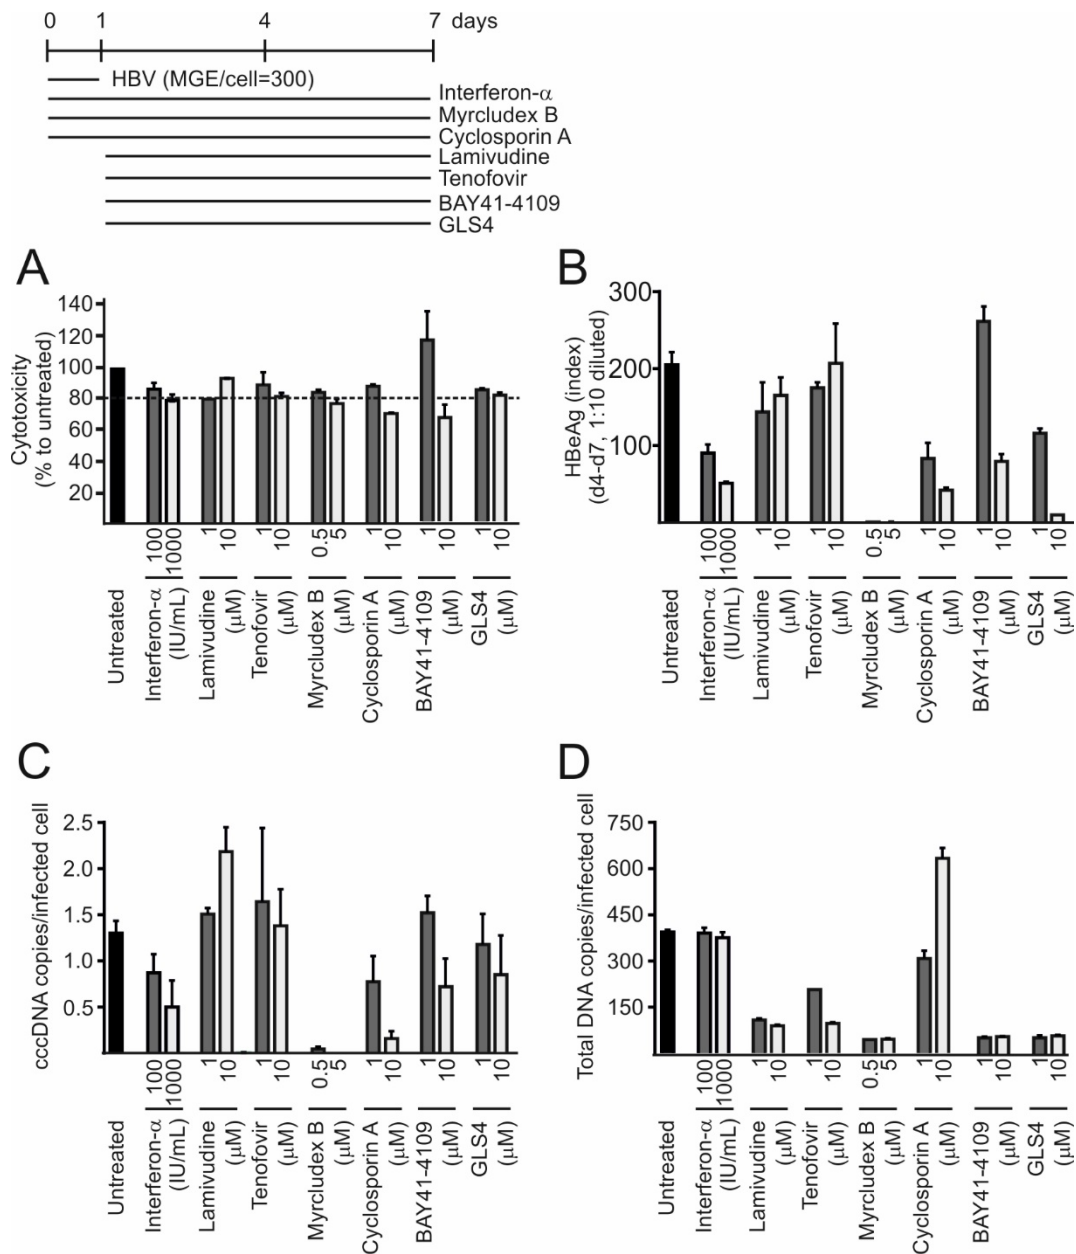 0 1 4 7 days
HBV (MGE/cell=300)
Interferon-α
Myrcludex B
Cyclosporin A
Lamivudine
Tenofovir
BAY41-4109
GLS4
A
Cytotoxicity
(% to untreated)
140
120
100
80
60
40
20
100 1000 1 10 1 10 0.5 5 1 10 1 10 1 10
Untreated
Interferon-α
(IU/mL)
Lamivudine
(μM)
Tenofovir
(μM)
Myrcludex B
(μM)
Cyclosporin A
(μM)
BAY41-4109
(μM)
GLS4
(μM)
B
HBeAg (index)
(d4-d7, 1:10 diluted)
300
200
100
100 1000 1 10 1 10 0.5 5 1 10 1 10 1 10
Untreated
Interferon-α
(IU/mL)
Lamivudine
(μM)
Tenofovir
(μM)
Myrcludex B
(μM)
Cyclosporin A
(μM)
BAY41-4109
(μM)
GLS4
(μM)
C
cccDNA copies/infected cell
2.5
2.0
1.5
1.0
0.5
100 1000 1 10 1 10 0.5 5 1 10 1 10 1 10
Untreated
Interferon-α
(IU/mL)
Lamivudine
(μM)
Tenofovir
(μM)
Myrcludex B
(μM)
Cyclosporin A
(μM)
BAY41-4109
(μM)
GLS4
(μM)
D
Total DNA copies/infected cell
750
600
450
300
150
100 1000 1 10 1 10 0.5 5 1 10 1 10 1 10
Untreated
Interferon-α
(IU/mL)
Lamivudine
(μM)
Tenofovir
(μM)
Myrcludex B
(μM)
Cyclosporin A
(μM)
BAY41-4109
(μM)
GLS4
(μM)